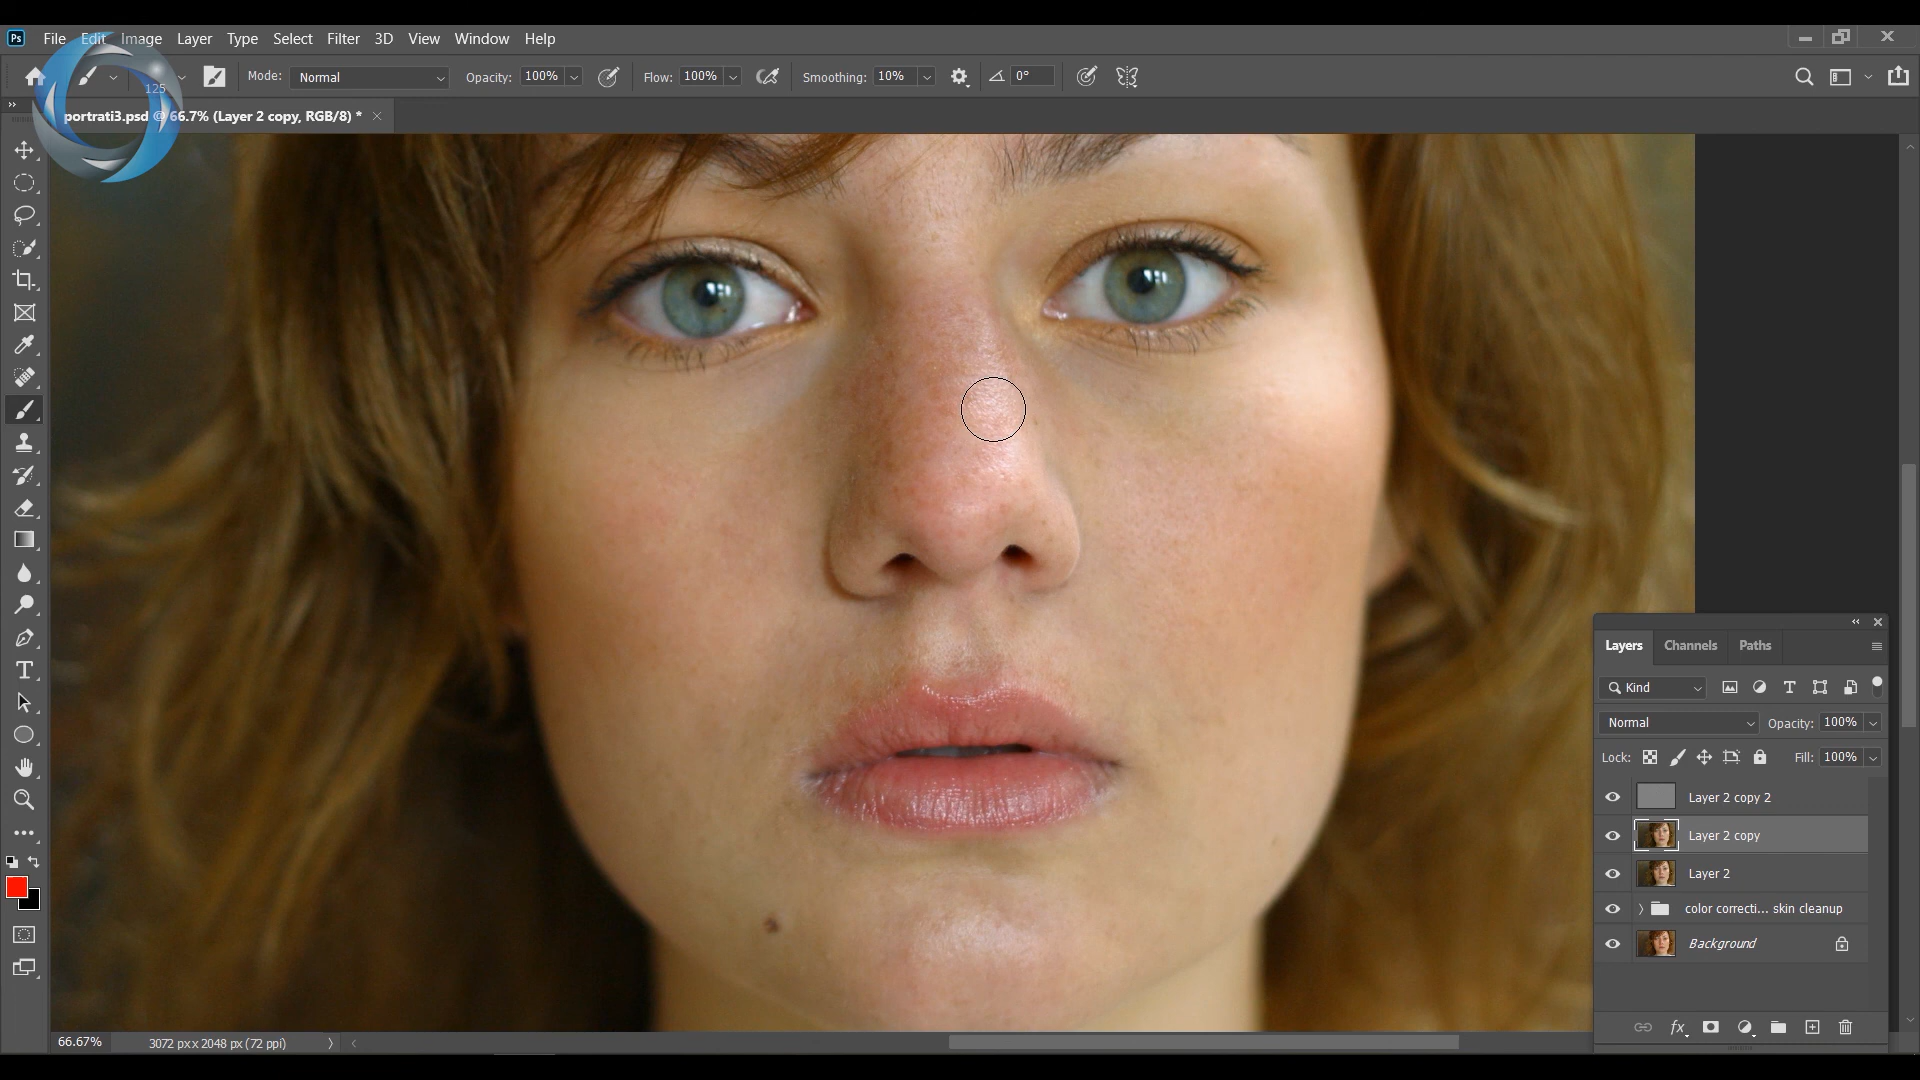 Ps File Edit Image Layer Type Select Filter 3D View Window Help
125 Mode: Normal Opacity: 100% Flow: 100% Smoothing: 10% 0°
portrati3.psd @ 66.7% (Layer 2 copy, RGB/8) *
Layers Channels Paths
Kind
Normal Opacity: 100%
Lock: Fill: 100%
Layer 2 copy 2
Layer 2 copy
Layer 2
color correcti... skin cleanup
Background
fx
66.67% 3072 px x 2048 px (72 ppi)